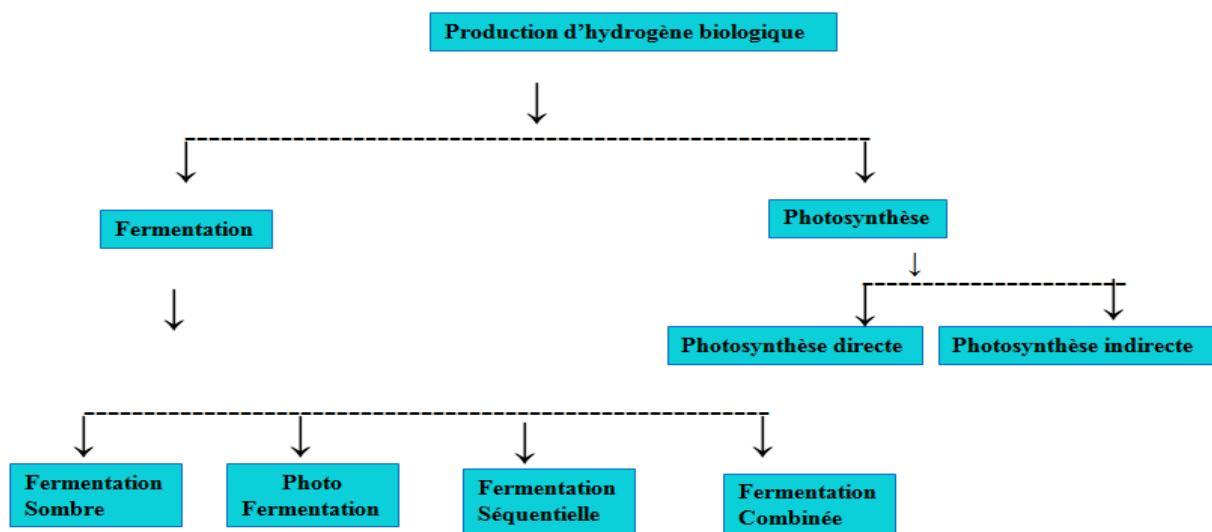 Production d’hydrogène biologique
Fermentation
Photosynthèse
Photosynthèse directe
Photosynthèse indirecte
Fermentation
Sombre
Photo
Fermentation
Fermentation
Séquentielle
Fermentation
Combinée